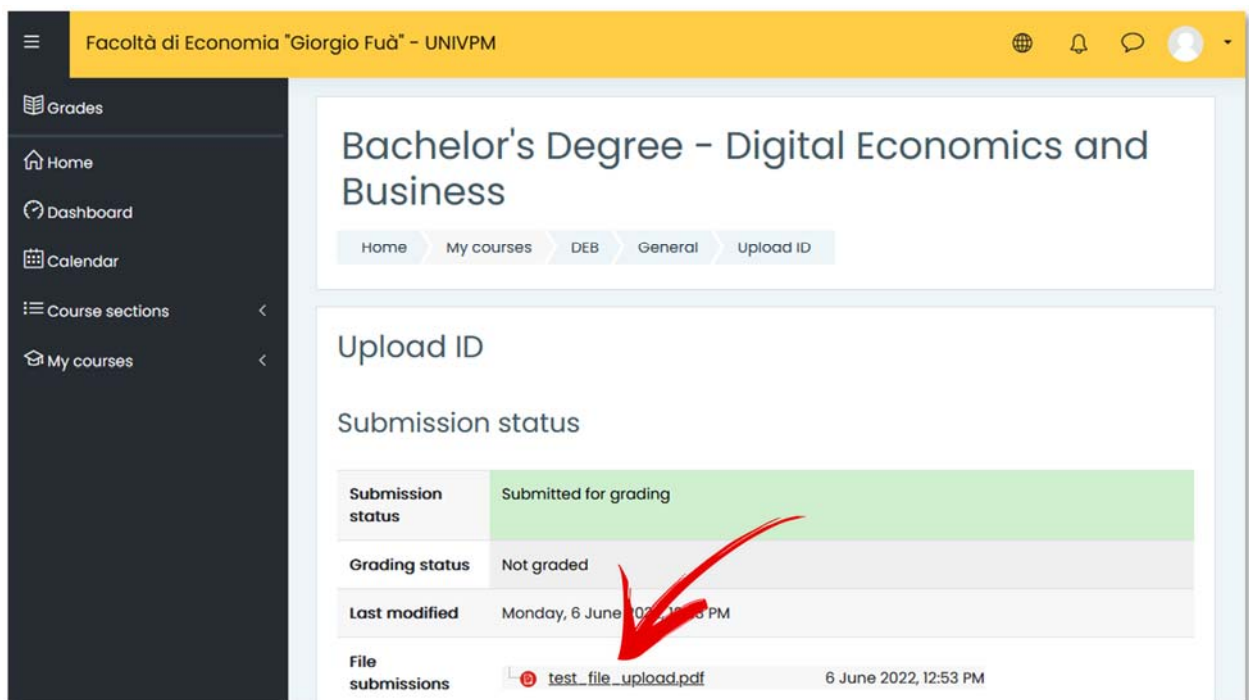 Facoltà di Economia "Giorgio Fuà" - UNIVPM
Grades
Home
Dashboard
Calendar
Course sections
My courses
Bachelor's Degree - Digital Economics and
Business
Home My courses DEB General Upload ID
Upload ID
Submission status
Submission
status
Submitted for grading
Grading status Not graded
Last modified Monday, 6 June PM
File
submissions
test_file_upload.pdf 6 June 2022, 12:53 PM